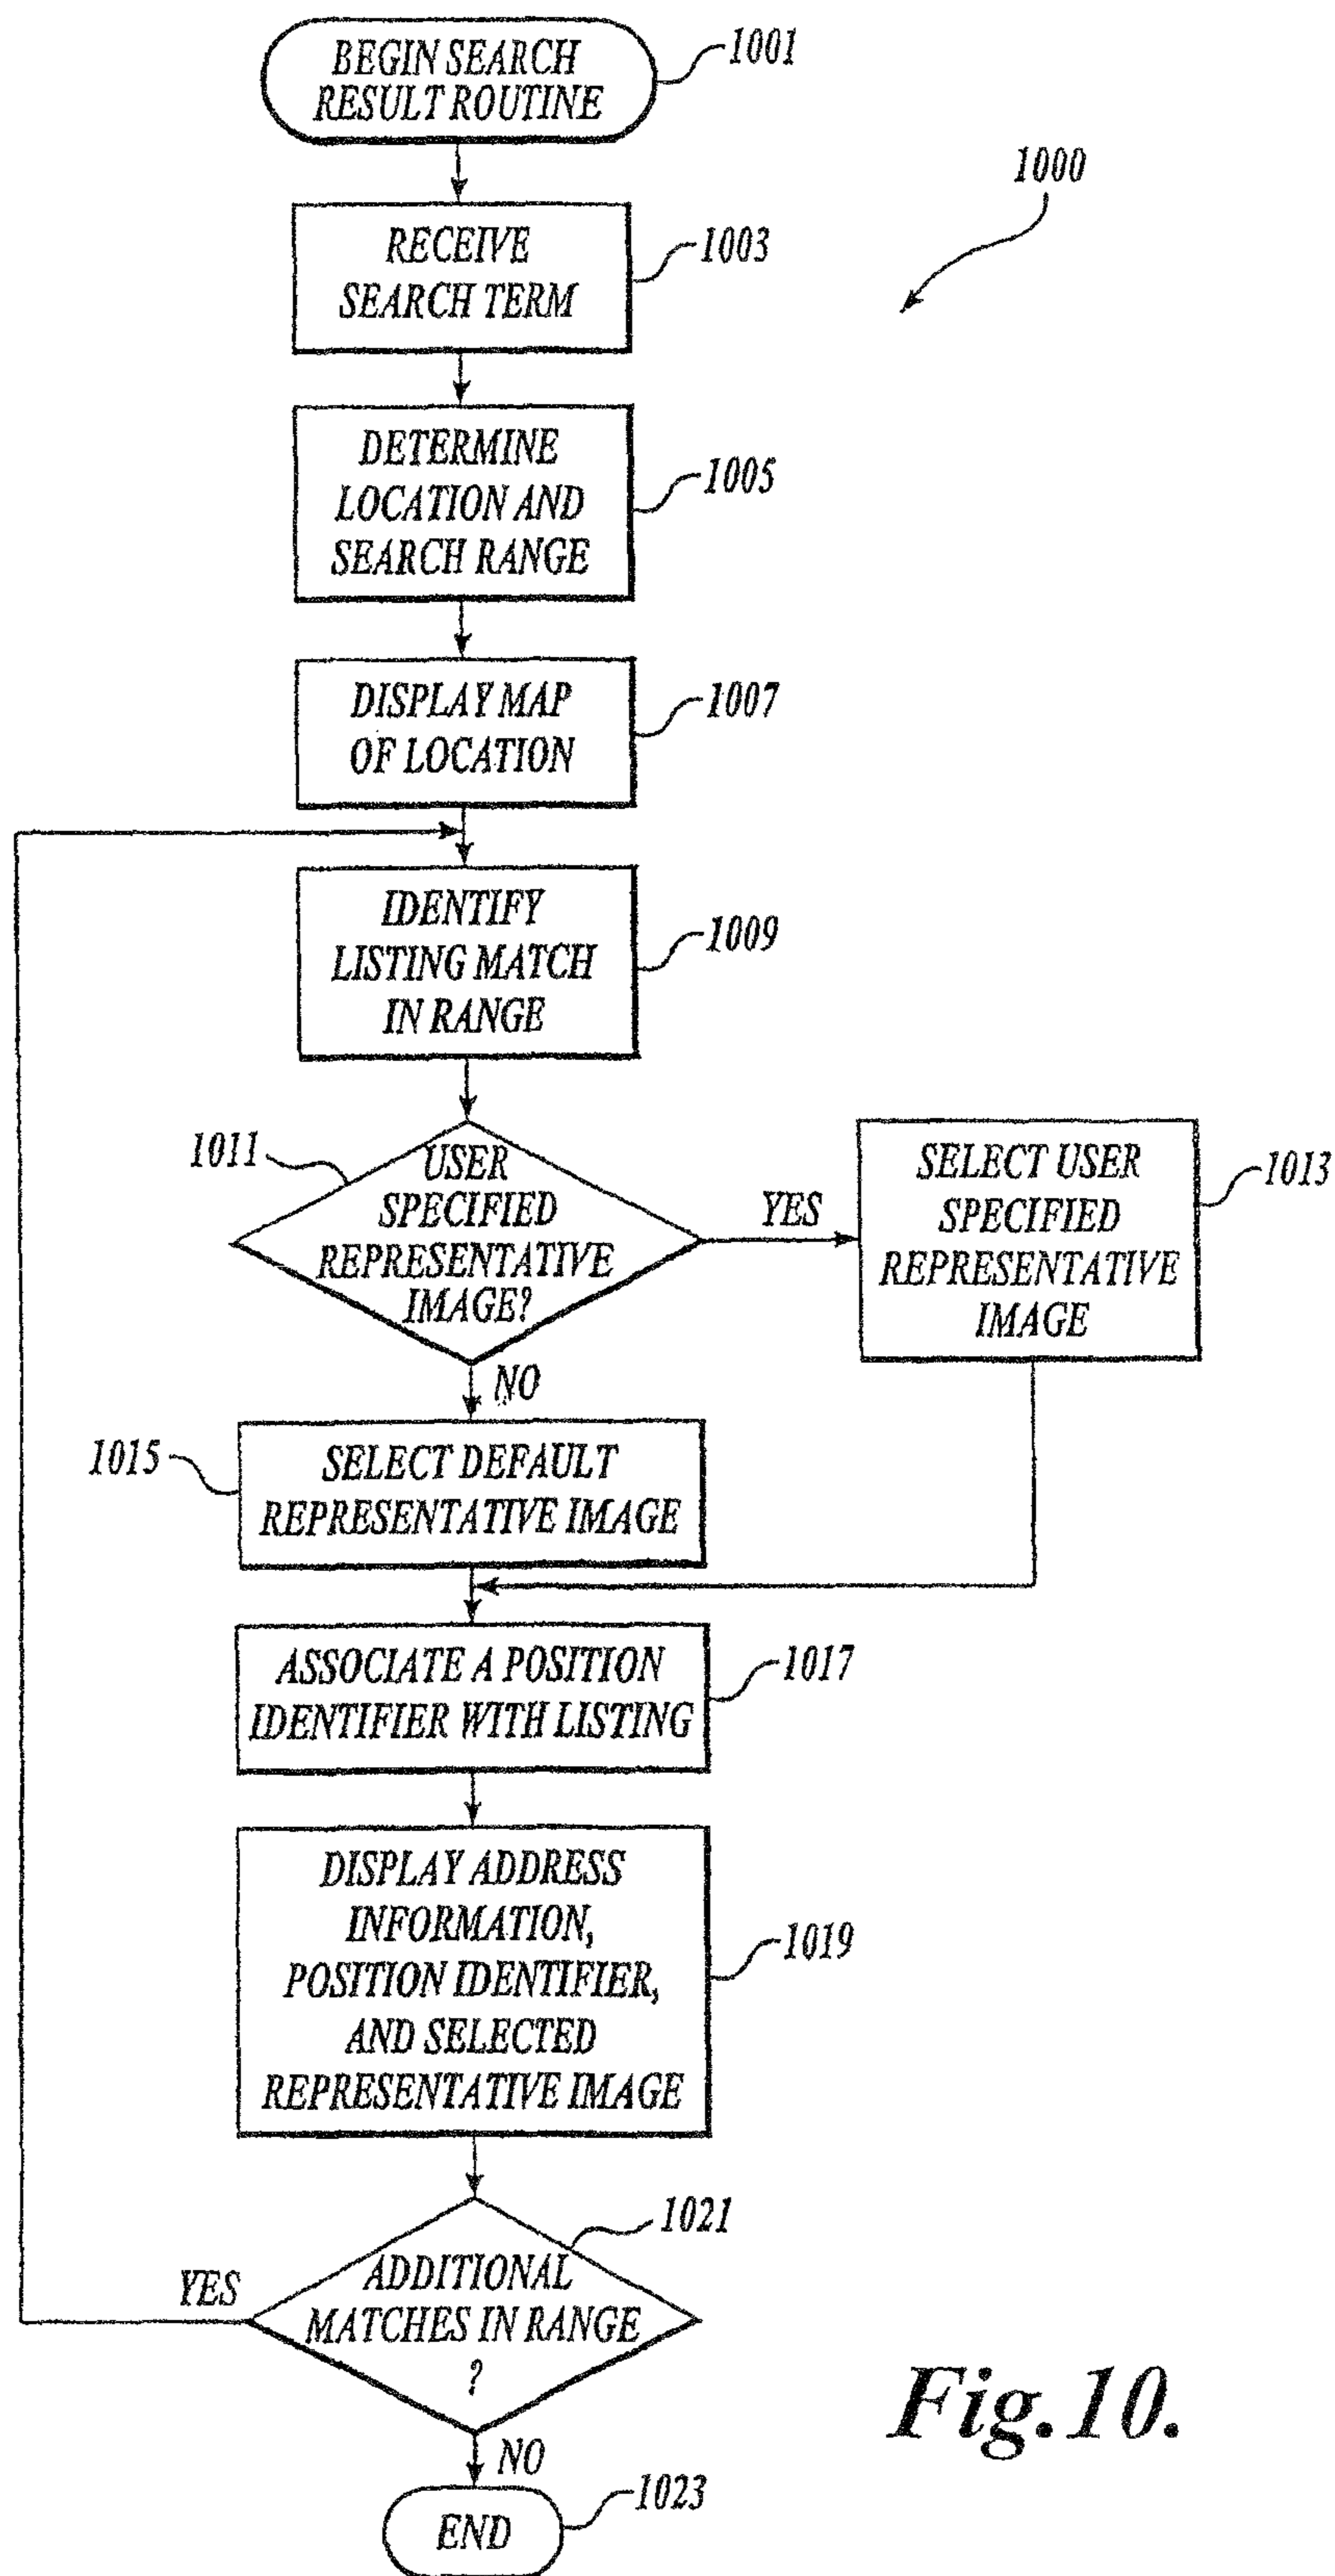 BEGIN SEARCH
RESULT ROUTINE
1001
1000
RECEIVE
SEARCH TERM
1003
DETERMINE
LOCATION AND
SEARCH RANGE
1005
DISPLAY MAP
OF LOCATION
1007
IDENTIFY
LISTING MATCH
IN RANGE
1009
1011
USER
SPECIFIED
REPRESENTATIVE
IMAGE?
YES
SELECT USER
SPECIFIED
REPRESENTATIVE
IMAGE
1013
NO
1015
SELECT DEFAULT
REPRESENTATIVE IMAGE
ASSOCIATE A POSITION
IDENTIFIER WITH LISTING
1017
DISPLAY ADDRESS
INFORMATION,
POSITION IDENTIFIER,
AND SELECTED
REPRESENTATIVE IMAGE
1019
1021
YES
ADDITIONAL
MATCHES IN RANGE
?
NO
END
1023
Fig.10.